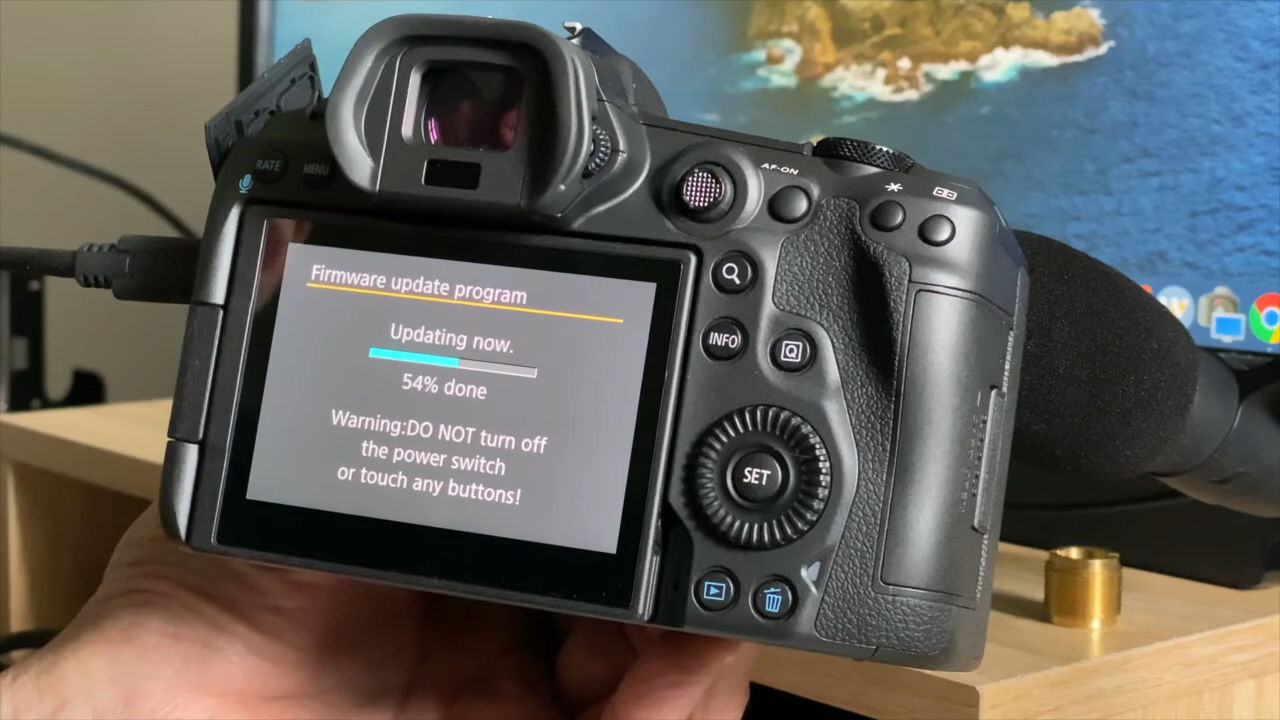 RATE
MENU
AF-ON
Firmware update program
Updating now.
54% done
Warning:DO NOT turn off
the power switch
or touch any buttons!
INFO
Q
SET